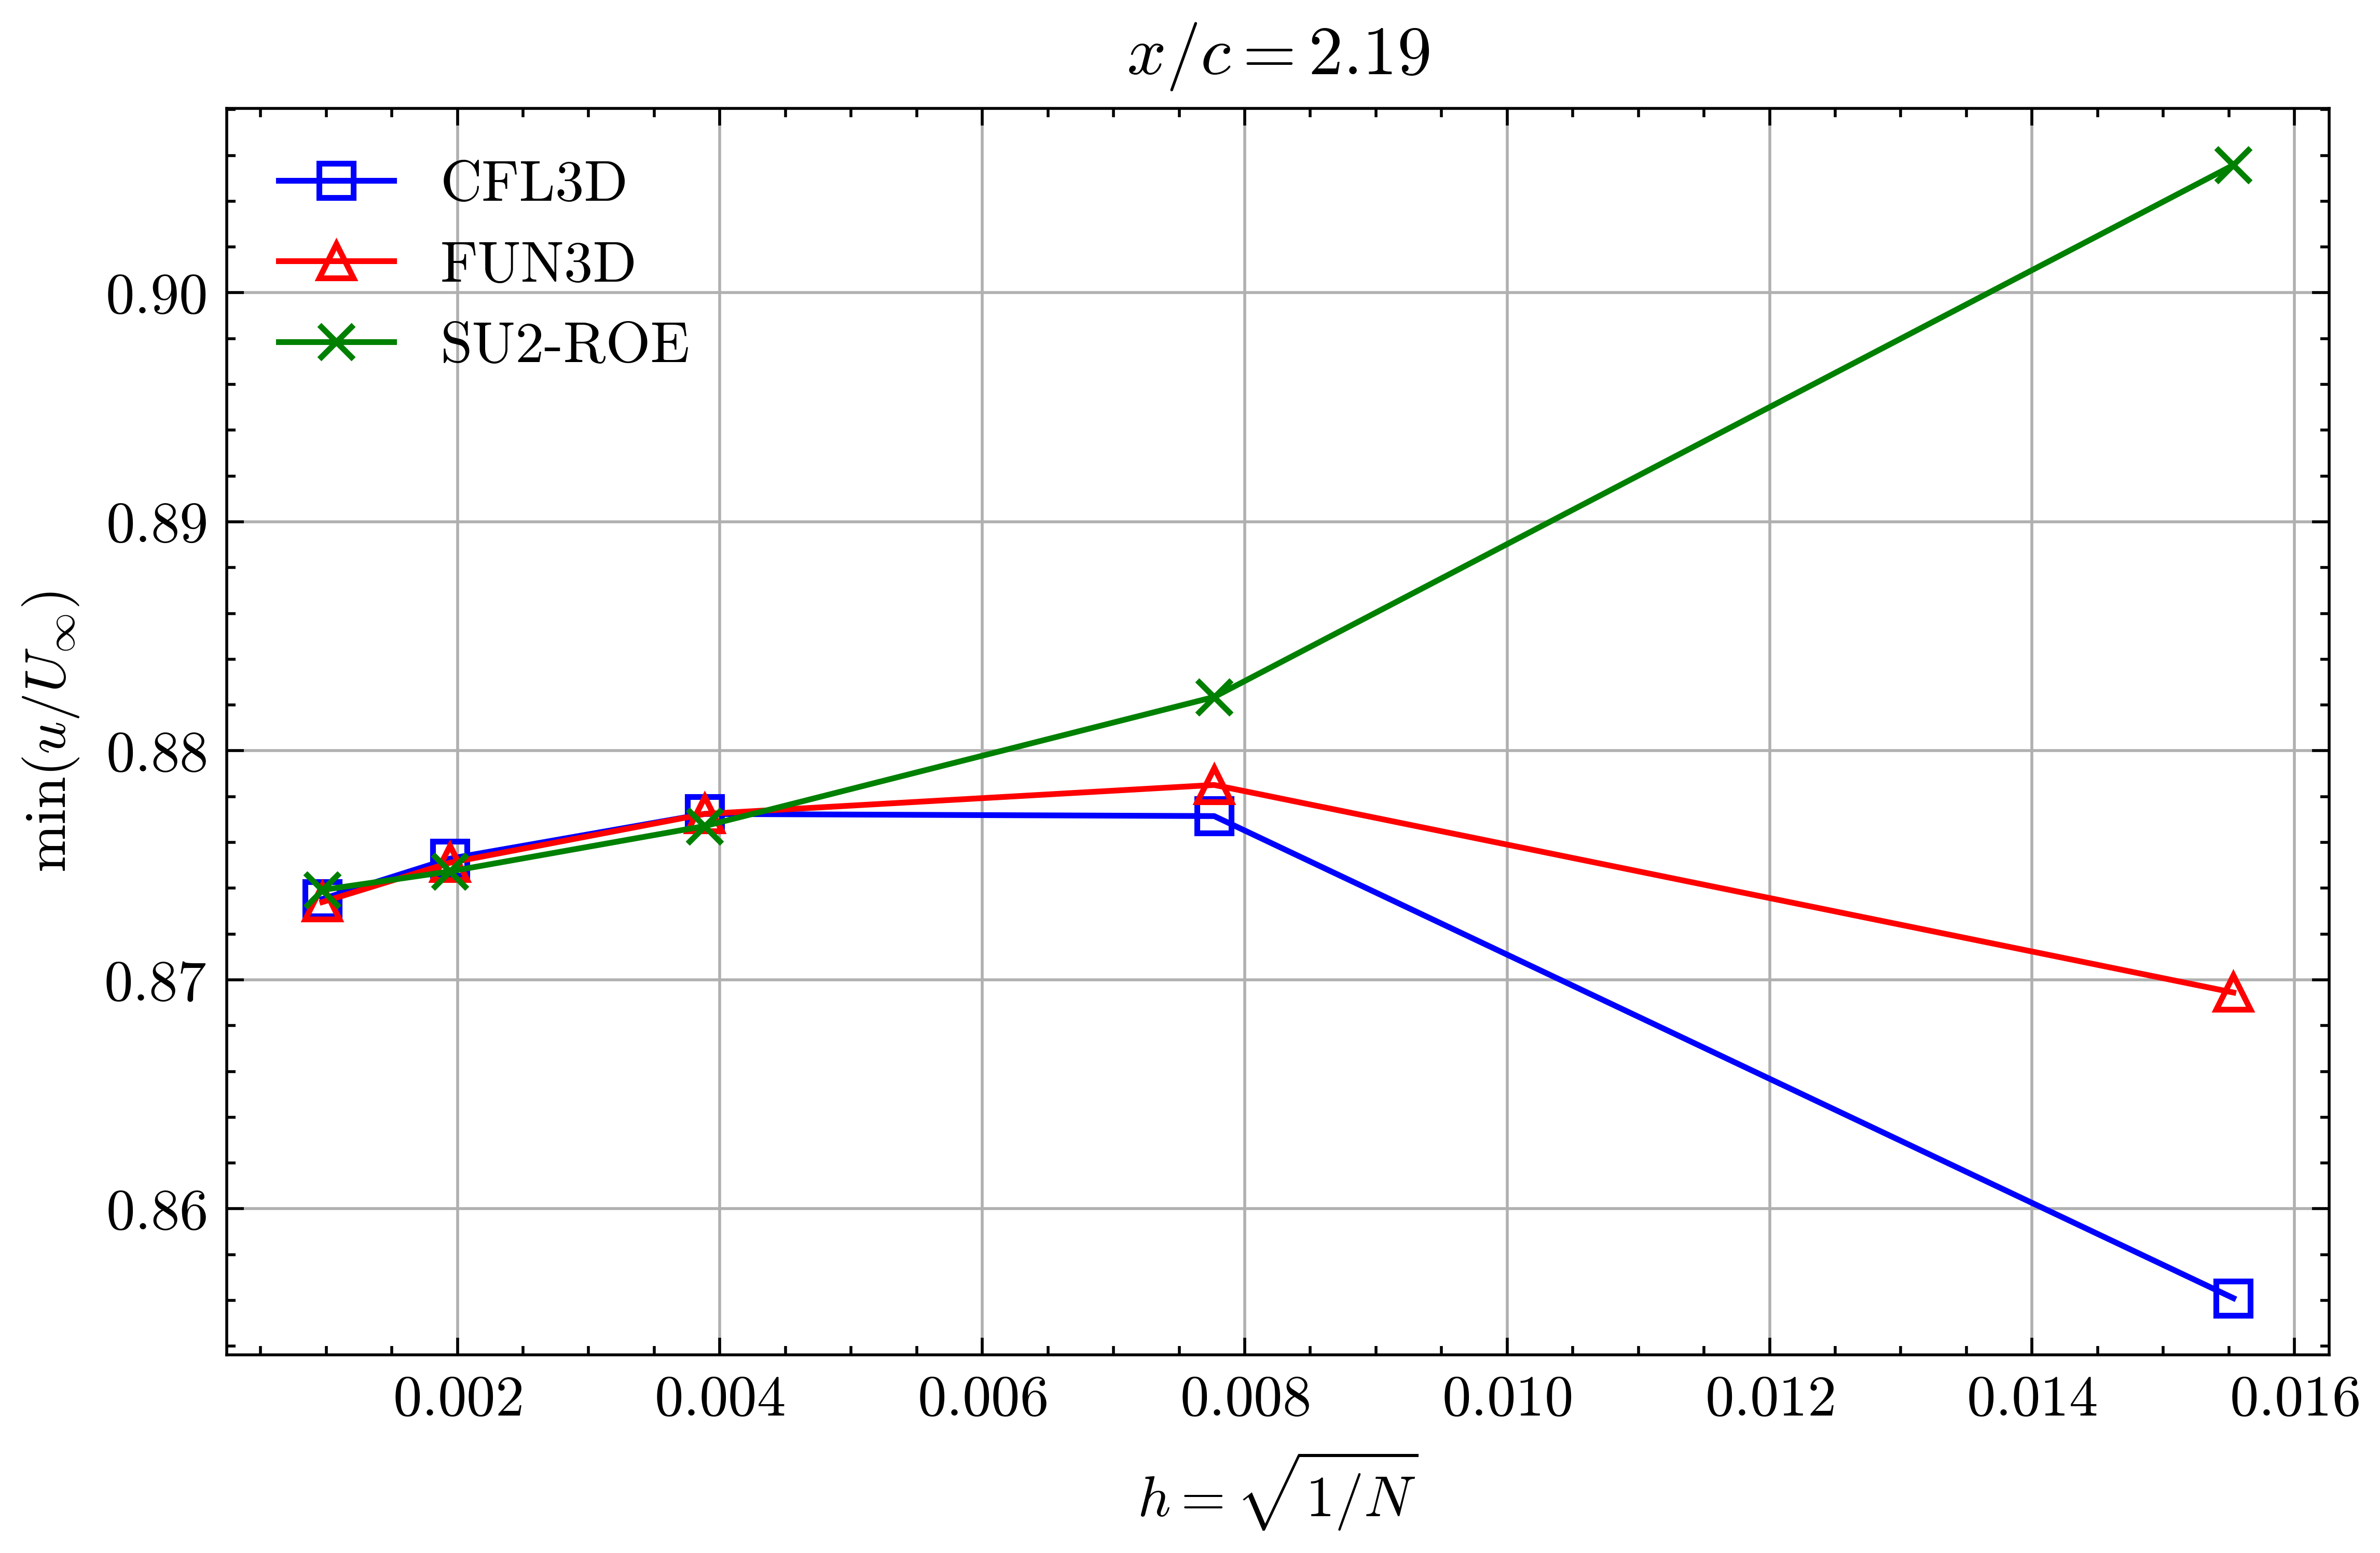 x/c = 2.19
CFL3D
FUN3D
SU2-ROE
0.90
0.89
0.88
0.87
0.86
min(u/U∞)
0.002 0.004 0.006 0.008 0.010 0.012 0.014 0.016
h = √1/N